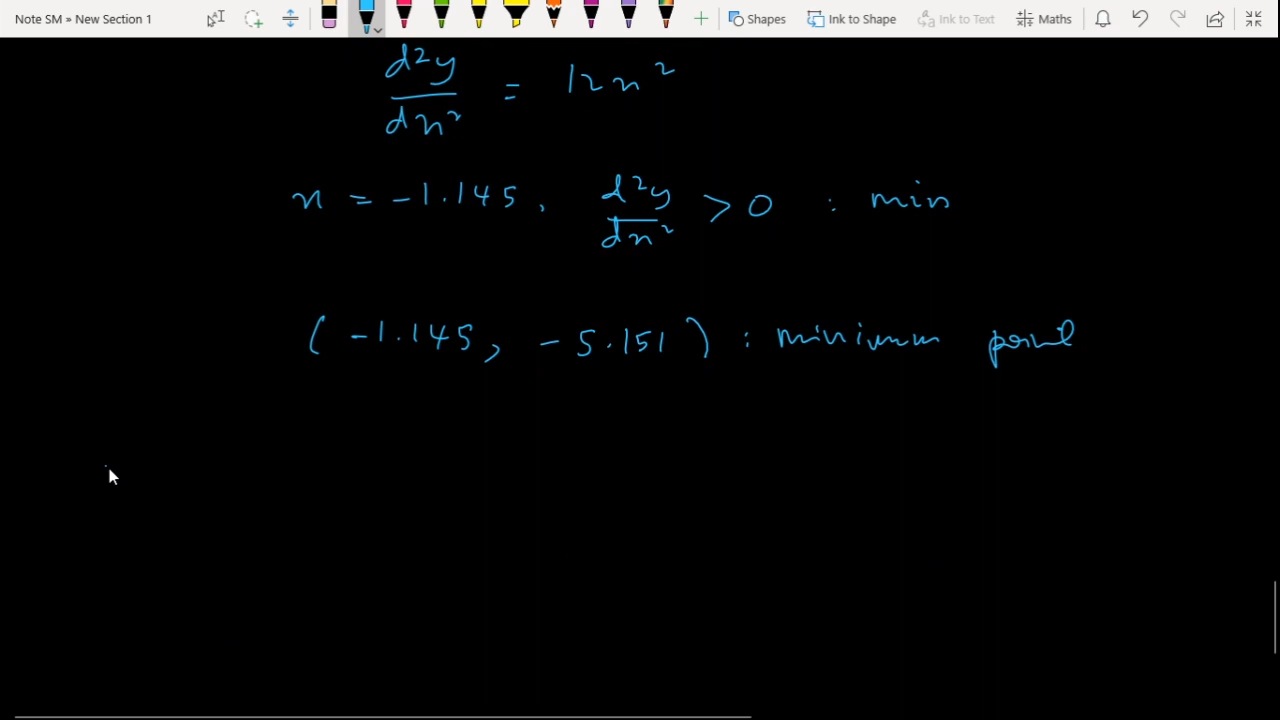 Note SM » New Section 1 Shapes Ink to Shape Ink to Text Maths
d²y/dx² = 12x²
x = -1.145, d²y/dx² > 0 : min
(-1.145, -5.151) : minimum point